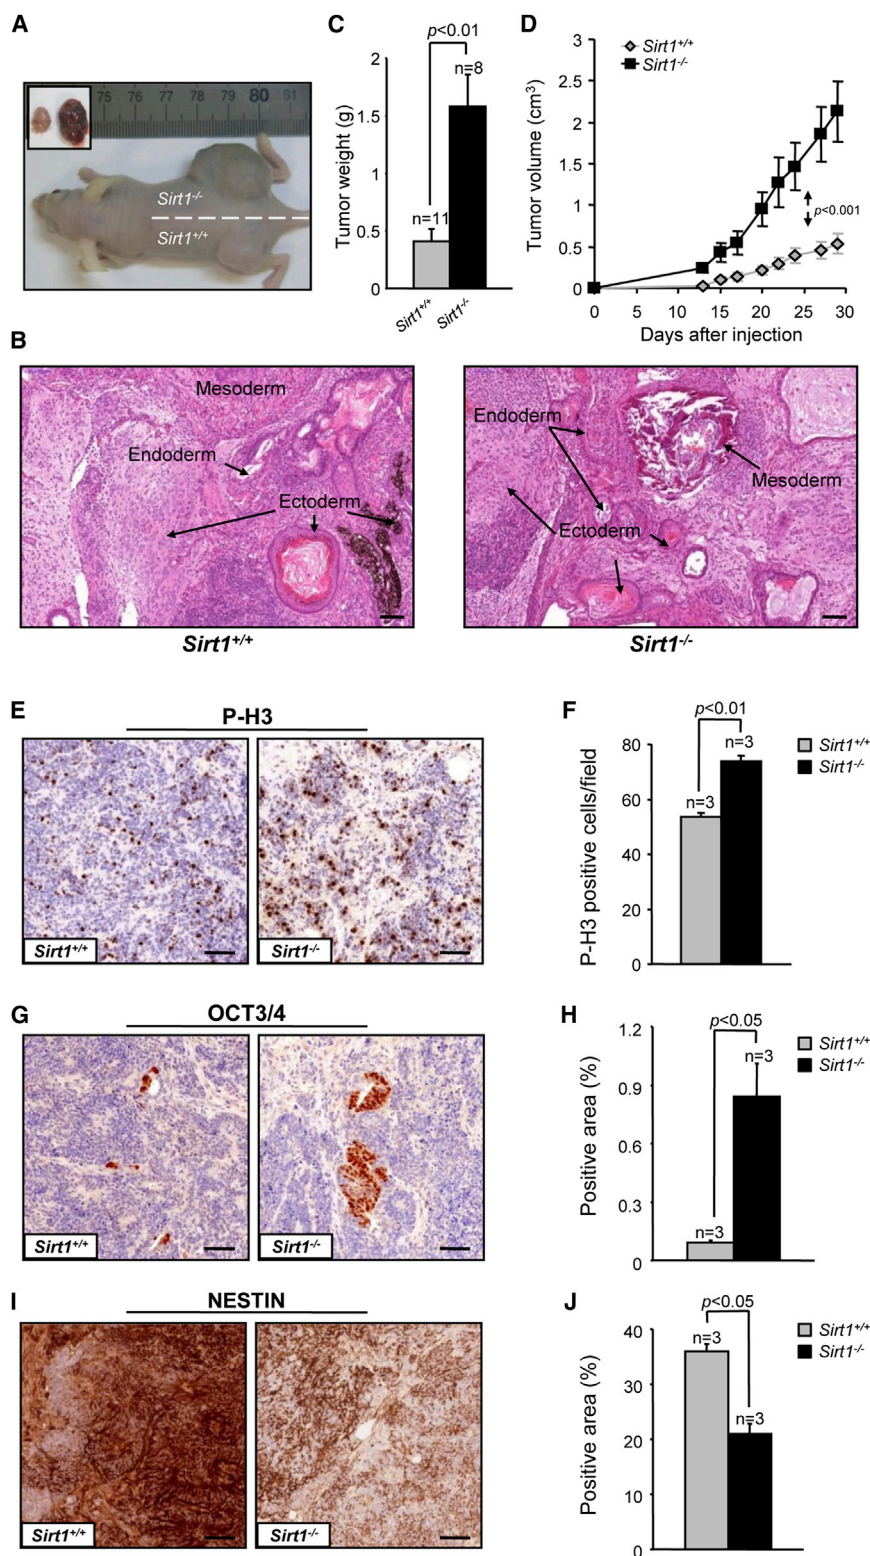 A
75 76 77 78 79 80 81
Sirt1-/-
Sirt1+/+
C
p<0.01
n=8
n=11
Tumor weight (g)
2
1.5
1
0.5
0
Sirt1+/+ Sirt1-/-
D
Sirt1+/+
Sirt1-/-
Tumor volume (cm3)
3
2.5
2
1.5
1
0.5
0
p<0.001
0 5 10 15 20 25 30
Days after injection
B
Mesoderm
Endoderm
Ectoderm
Sirt1+/+
Endoderm
Mesoderm
Ectoderm
Sirt1-/-
E
P-H3
Sirt1+/+
Sirt1-/-
F
p<0.01
n=3
n=3
Sirt1+/+
Sirt1-/-
P-H3 positive cells/field
80
60
40
20
0
G
OCT3/4
Sirt1+/+
Sirt1-/-
H
p<0.05
n=3
n=3
Sirt1+/+
Sirt1-/-
Positive area (%)
1.2
0.9
0.6
0.3
0
I
NESTIN
Sirt1+/+
Sirt1-/-
J
p<0.05
n=3
n=3
Sirt1+/+
Sirt1-/-
Positive area (%)
40
30
20
10
0